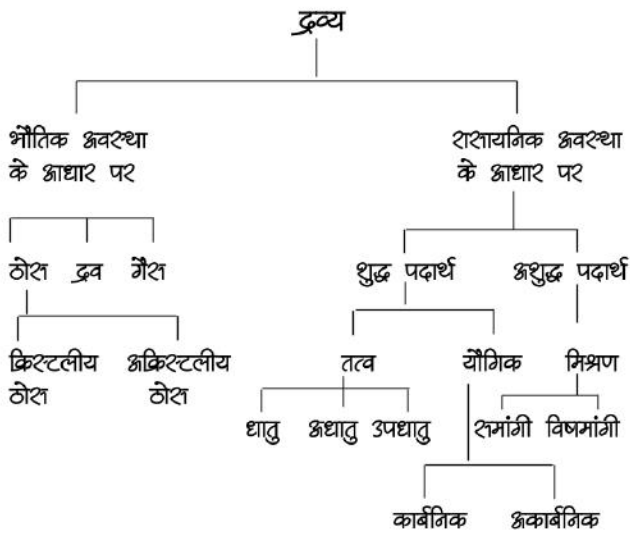 द्रव्य
भौतिक अवस्था
के आधार पर
रासायनिक अवस्था
के आधार पर
ठोस द्रव गैस
शुद्ध पदार्थ अशुद्ध पदार्थ
क्रिस्टलीय
ठोस
अक्रिस्टलीय
ठोस
तत्व यौगिक मिश्रण
धातु अधातु उपधातु
समांगी विषमांगी
कार्बनिक अकार्बनिक